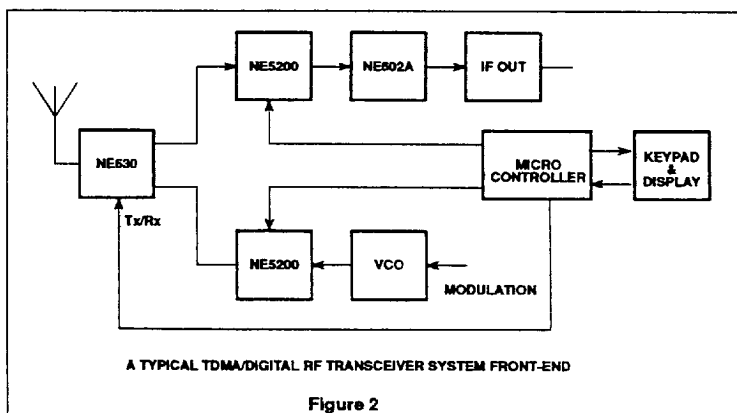 NE5200
NE602A
IF OUT
NE630
MICRO
CONTROLLER
KEYPAD
&
DISPLAY
Tx/Rx
NE5200
VCO
MODULATION
A TYPICAL TDMA/DIGITAL RF TRANSCEIVER SYSTEM FRONT-END
Figure 2